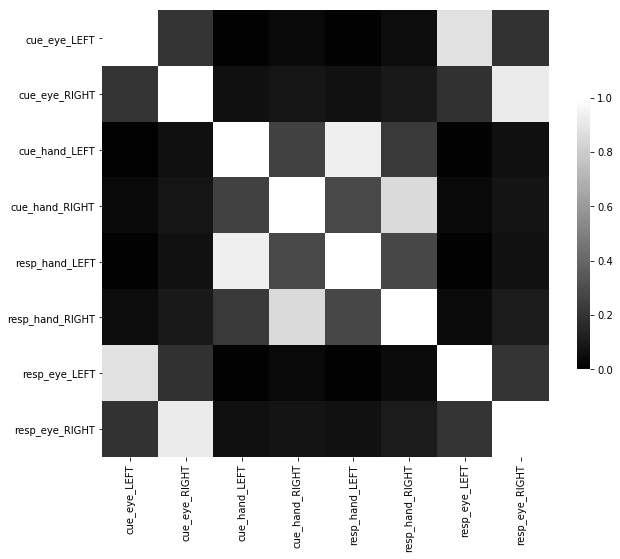 cue_eye_LEFT
cue_eye_RIGHT
cue_hand_LEFT
cue_hand_RIGHT
resp_hand_LEFT
resp_hand_RIGHT
resp_eye_LEFT
resp_eye_RIGHT
1.0
0.8
0.6
0.4
0.2
0.0
cue_eye_LEFT
cue_eye_RIGHT
cue_hand_LEFT
cue_hand_RIGHT
resp_hand_LEFT
resp_hand_RIGHT
resp_eye_LEFT
resp_eye_RIGHT